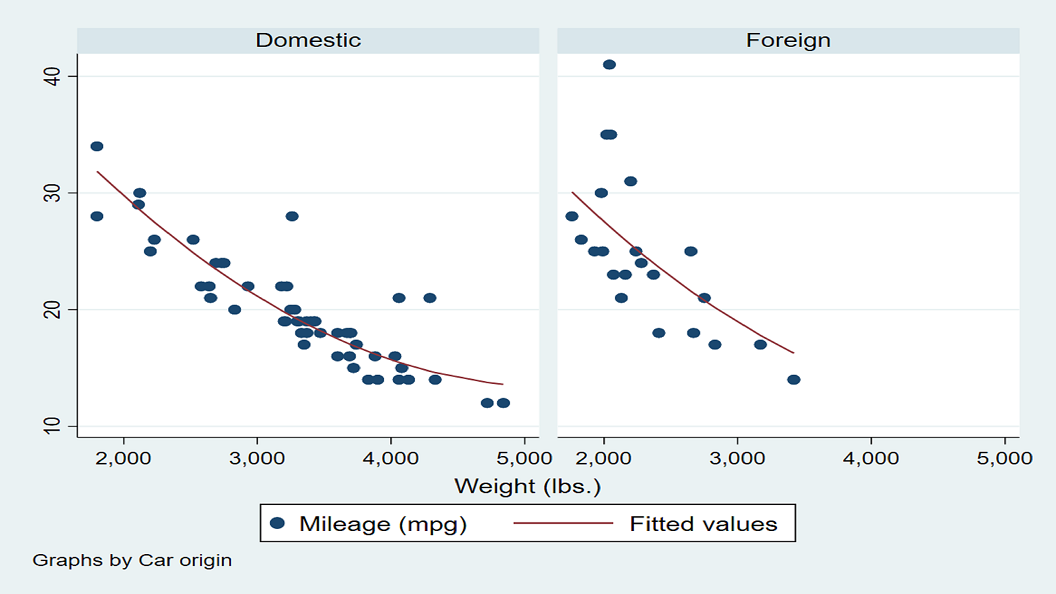 Domestic
Foreign
40
30
20
10
2,000 3,000 4,000 5,000
2,000 3,000 4,000 5,000
Weight (lbs.)
Mileage (mpg) Fitted values
Graphs by Car origin